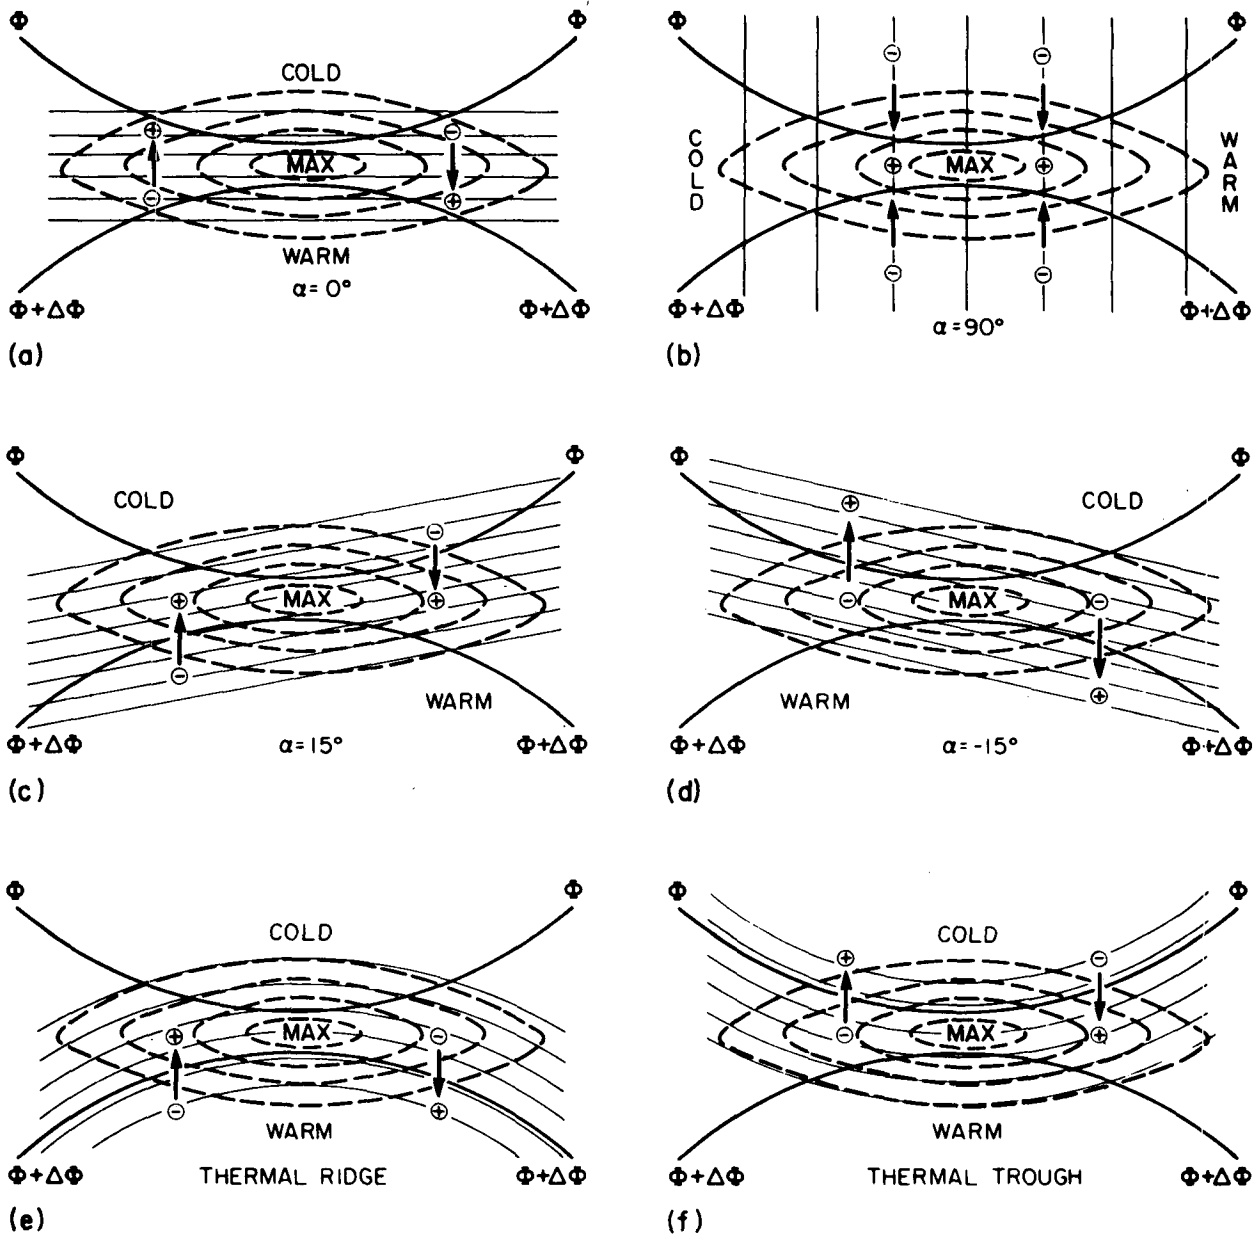 Φ Φ Φ Φ
COLD
⊖ ⊖
⊕ ⊖
MAX
COLD ⊕ MAX ⊕ WARM
⊖ ⊕
WARM
⊖ ⊖
α = 0°
Φ+ΔΦ Φ+ΔΦ Φ+ΔΦ Φ+ΔΦ
α = 90°
(a) (b)
Φ Φ Φ Φ
COLD COLD
⊖ ⊕
⊕ MAX ⊕ ⊖ MAX ⊖
⊖ ⊕
WARM WARM
Φ+ΔΦ α = 15° Φ+ΔΦ Φ+ΔΦ α = -15° Φ+ΔΦ
(c) (d)
Φ Φ Φ Φ
COLD COLD
⊕ ⊖
⊕ MAX ⊖ ⊖ MAX ⊕
⊖ ⊕
WARM WARM
Φ+ΔΦ THERMAL RIDGE Φ+ΔΦ Φ+ΔΦ THERMAL TROUGH Φ+ΔΦ
(e) (f)